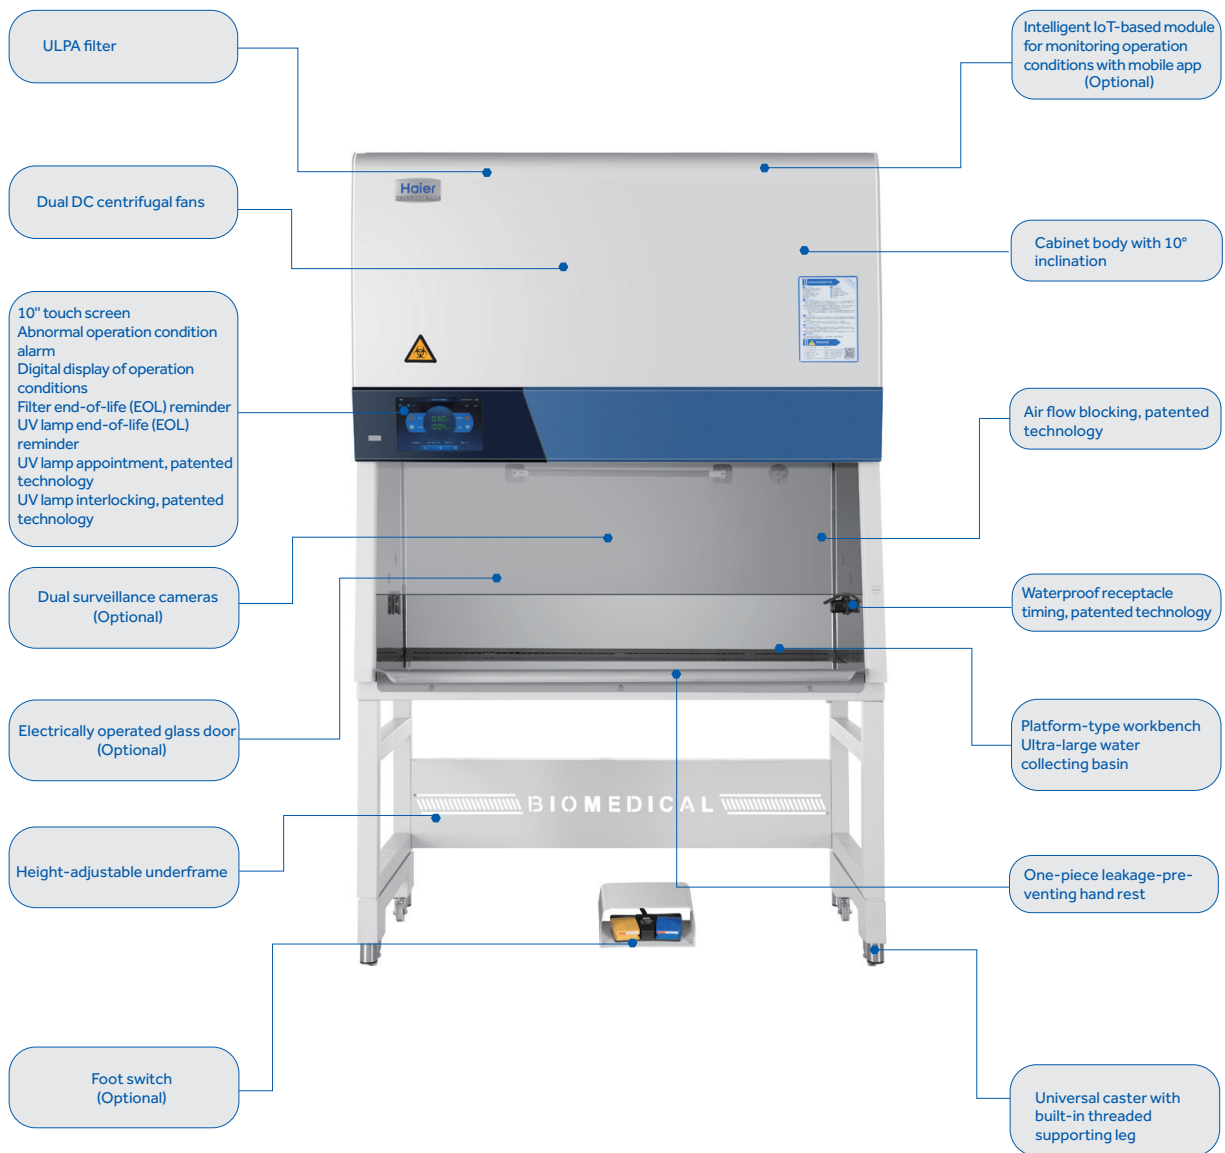 ULPA filter
Dual DC centrifugal fans
10" touch screen
Abnormal operation condition
alarm
Digital display of operation
conditions
Filter end-of-life (EOL) reminder
UV lamp end-of-life (EOL)
reminder
UV lamp appointment, patented
technology
UV lamp interlocking, patented
technology
Dual surveillance cameras
(Optional)
Electrically operated glass door
(Optional)
Height-adjustable underframe
Foot switch
(Optional)
Haier
BIOMEDICAL
Intelligent IoT-based module
for monitoring operation
conditions with mobile app
(Optional)
Cabinet body with 10°
inclination
Air flow blocking, patented
technology
Waterproof receptacle
timing, patented technology
Platform-type workbench
Ultra-large water
collecting basin
One-piece leakage-pre-
venting hand rest
Universal caster with
built-in threaded
supporting leg